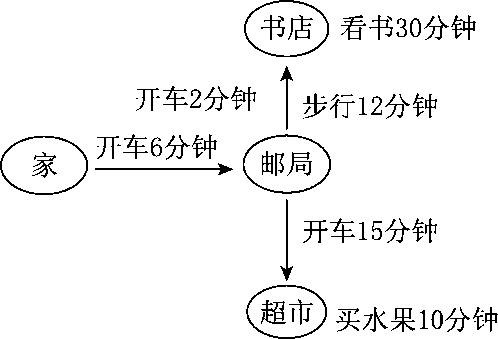 书店 看书30分钟
开车2分钟 步行12分钟
家 开车6分钟 邮局
开车15分钟
超市 买水果10分钟